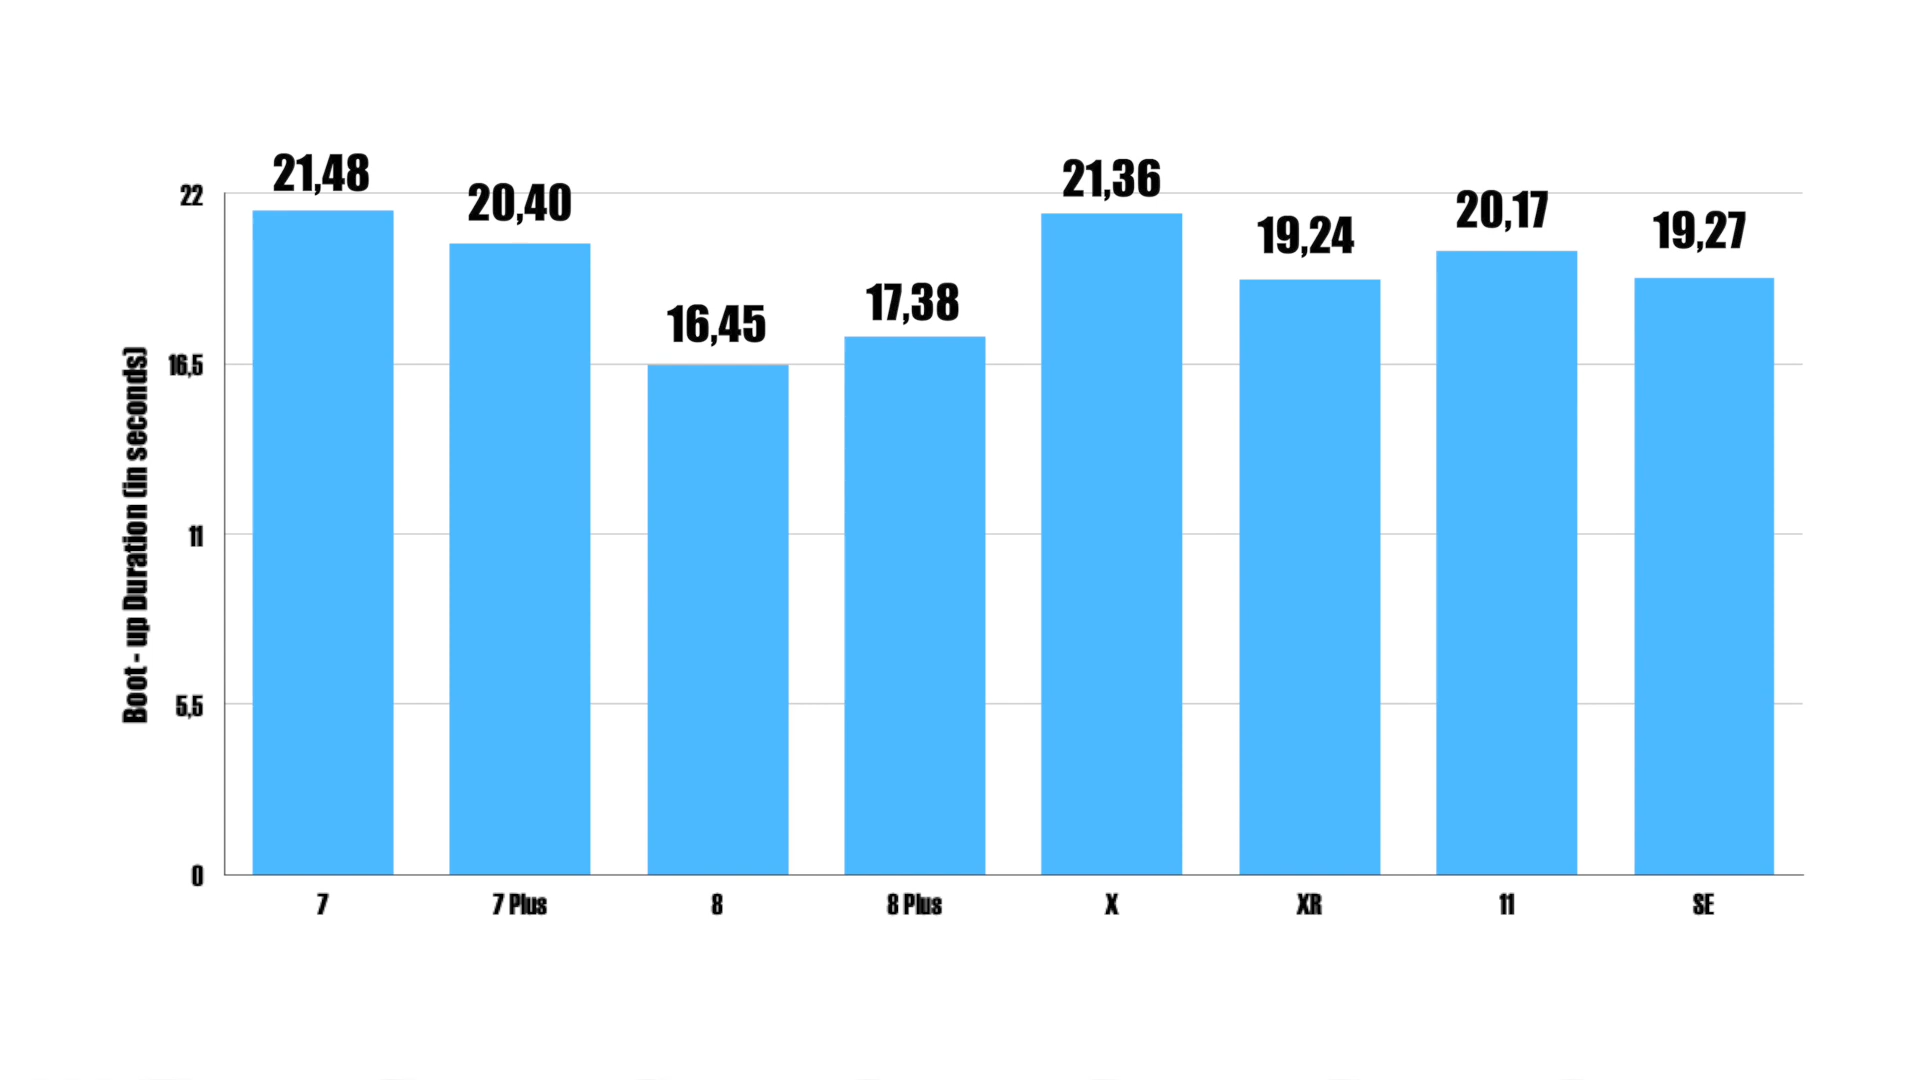 21,48
20,40
16,45
17,38
21,36
19,24
20,17
19,27
22
16,5
11
5,5
0
Boot - up Duration (in seconds)
7
7 Plus
8
8 Plus
X
XR
11
SE